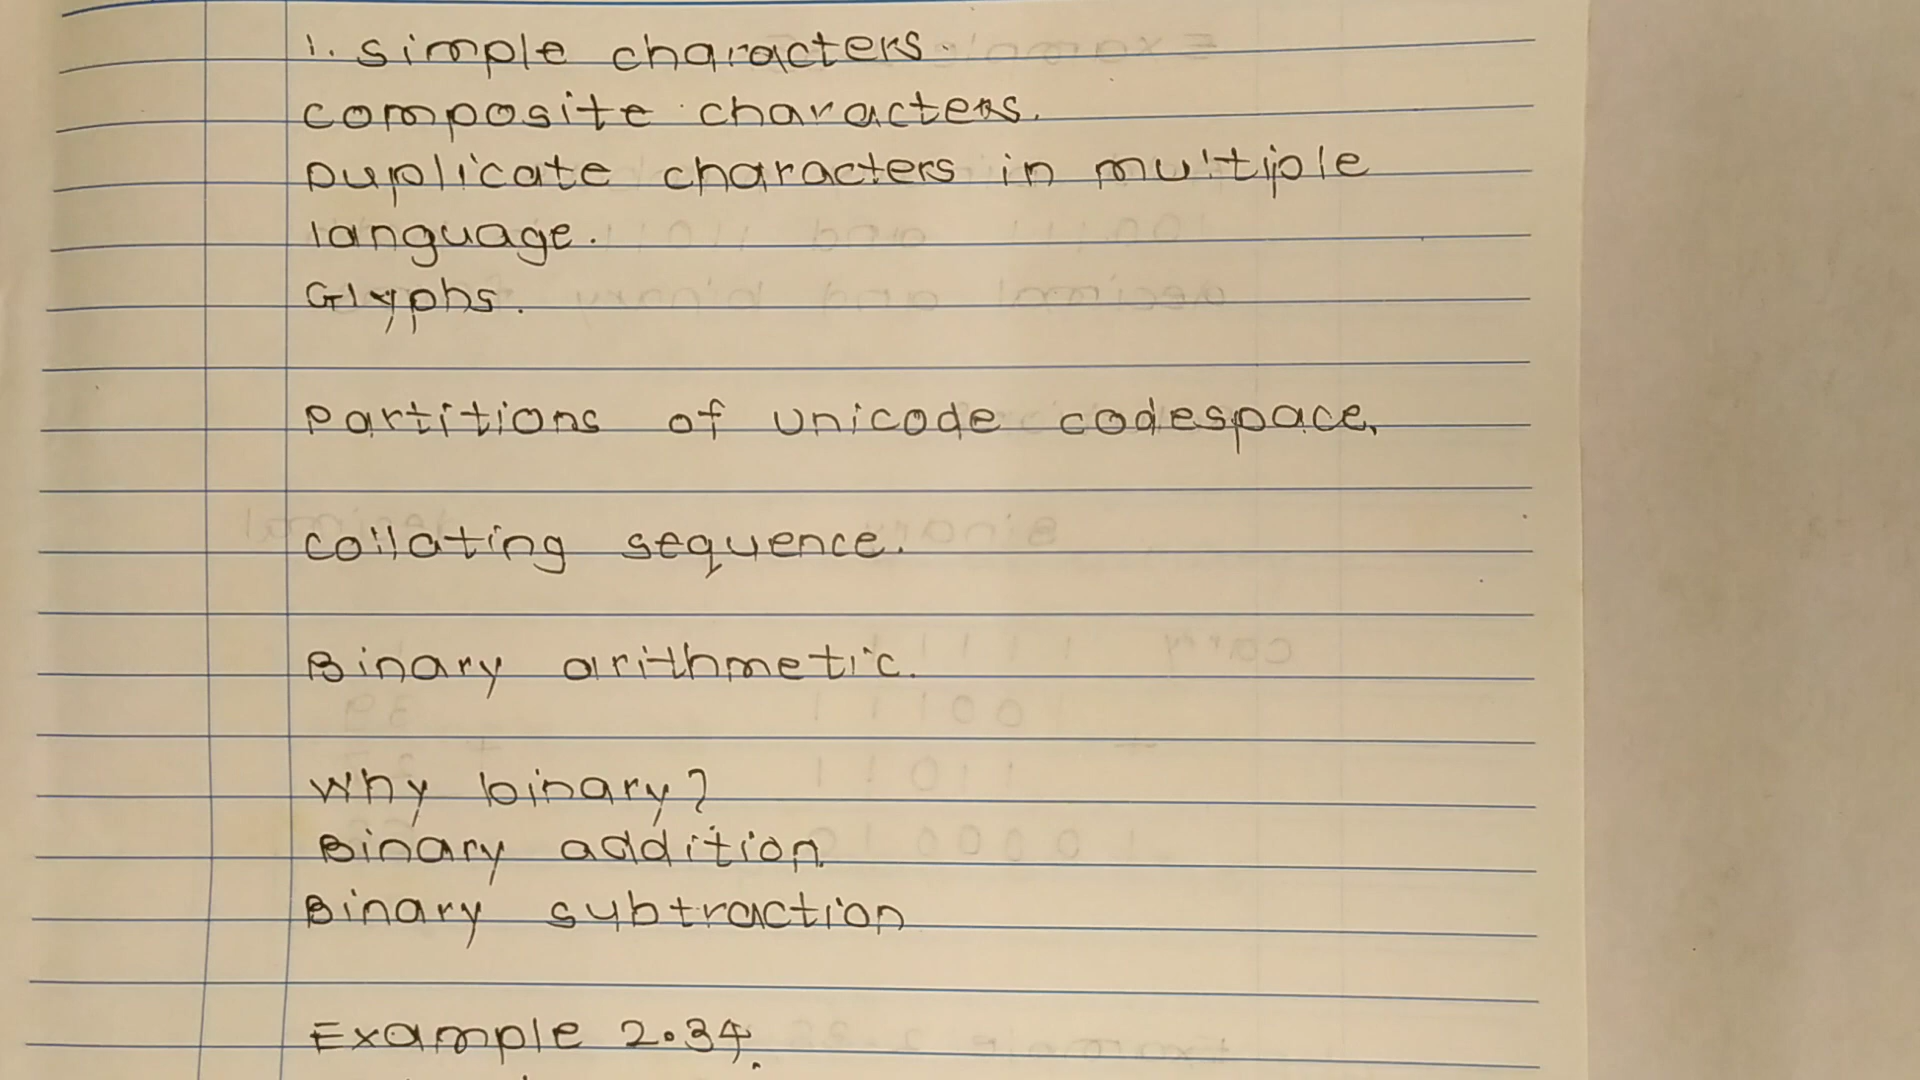 1. simple characters.
composite characters.
Duplicate characters in multiple
language.
Glyphs.
Partitions of unicode codespace.
Collating sequence.
Binary arithmetic.
Why binary?
Binary addition.
Binary subtraction
Example 2.34.